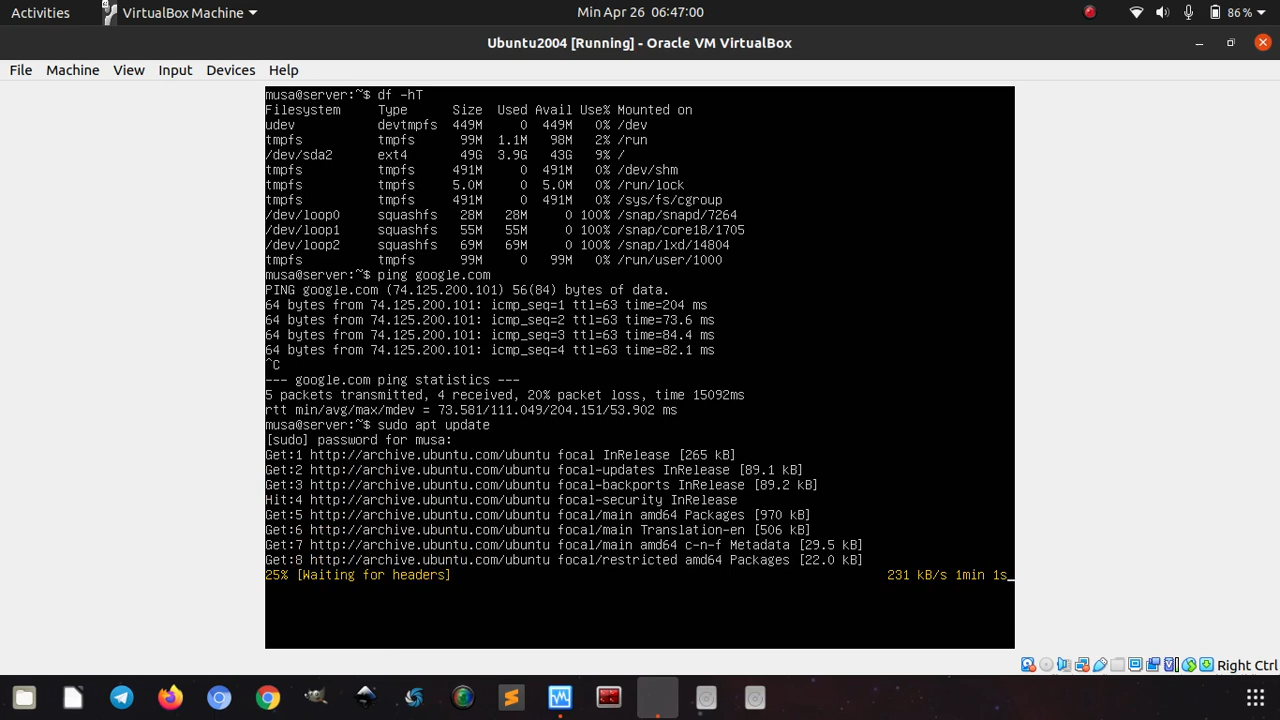 Activities
VirtualBox Machine
Min Apr 26 06:47:00
86 %
Ubuntu2004 [Running] - Oracle VM VirtualBox
File Machine View Input Devices Help
musa@server:~$ df -hT
Filesystem Type Size Used Avail Use% Mounted on
udev devtmpfs 449M 0 449M 0% /dev
tmpfs tmpfs 99M 1.1M 98M 2% /run
/dev/sda2 ext4 49G 3.9G 43G 9% /
tmpfs tmpfs 491M 0 491M 0% /dev/shm
tmpfs tmpfs 5.0M 0 5.0M 0% /run/lock
tmpfs tmpfs 491M 0 491M 0% /sys/fs/cgroup
/dev/loop0 squashfs 28M 28M 0 100% /snap/snapd/7264
/dev/loop1 squashfs 55M 55M 0 100% /snap/core18/1705
/dev/loop2 squashfs 69M 69M 0 100% /snap/lxd/14804
tmpfs tmpfs 99M 0 99M 0% /run/user/1000
musa@server:~$ ping google.com
PING google.com (74.125.200.101) 56(84) bytes of data.
64 bytes from 74.125.200.101: icmp_seq=1 ttl=63 time=204 ms
64 bytes from 74.125.200.101: icmp_seq=2 ttl=63 time=73.6 ms
64 bytes from 74.125.200.101: icmp_seq=3 ttl=63 time=84.4 ms
64 bytes from 74.125.200.101: icmp_seq=4 ttl=63 time=82.1 ms
^C
--- google.com ping statistics ---
5 packets transmitted, 4 received, 20% packet loss, time 15092ms
rtt min/avg/max/mdev = 73.581/111.049/204.151/53.902 ms
musa@server:~$ sudo apt update
[sudo] password for musa:
Get:1 http://archive.ubuntu.com/ubuntu focal InRelease [265 kB]
Get:2 http://archive.ubuntu.com/ubuntu focal-updates InRelease [89.1 kB]
Get:3 http://archive.ubuntu.com/ubuntu focal-backports InRelease [89.2 kB]
Hit:4 http://archive.ubuntu.com/ubuntu focal-security InRelease
Get:5 http://archive.ubuntu.com/ubuntu focal/main amd64 Packages [970 kB]
Get:6 http://archive.ubuntu.com/ubuntu focal/main Translation-en [506 kB]
Get:7 http://archive.ubuntu.com/ubuntu focal/main amd64 c-n-f Metadata [29.5 kB]
Get:8 http://archive.ubuntu.com/ubuntu focal/restricted amd64 Packages [22.0 kB]
25% [Waiting for headers] 231 kB/s 1min 1s_
Right Ctrl